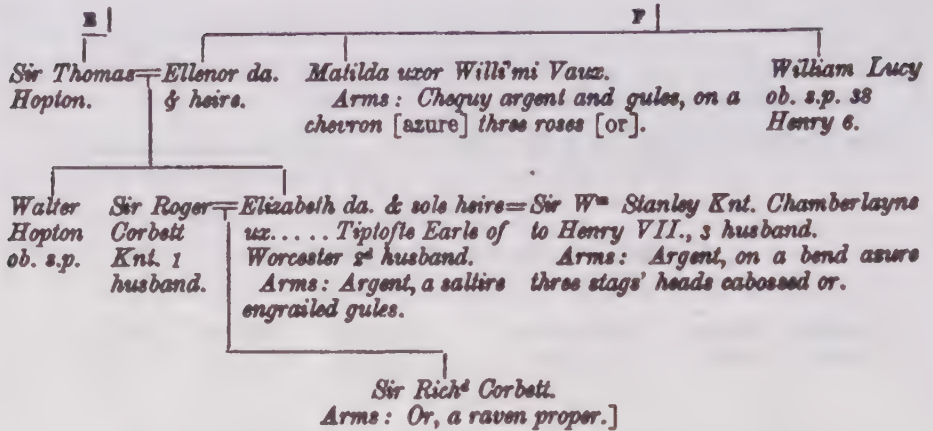 E F
Sir Thomas = Ellenor da. Matilda uxor Willi'mi Vaux. William Lucy
Hopton. & heire. Arms: Chequy argent and gules, on a ob. s.p. 38
chevron [azure] three roses [or]. Henry 6.
Walter Sir Roger = Elizabeth da. & sole heire = Sir Wᵐ Stanley Knt. Chamberlayne
Hopton Corbett ux..... Tiptofte Earle of to Henry VII., 3 husband.
ob. s.p. Knt. 1 Worcester 2ᵈ husband. Arms: Argent, on a bend azure
husband. Arms: Argent, a saltire three stags' heads cabossed or.
engrailed gules.
Sir Richᵈ Corbett.
Arms: Or, a raven proper.]